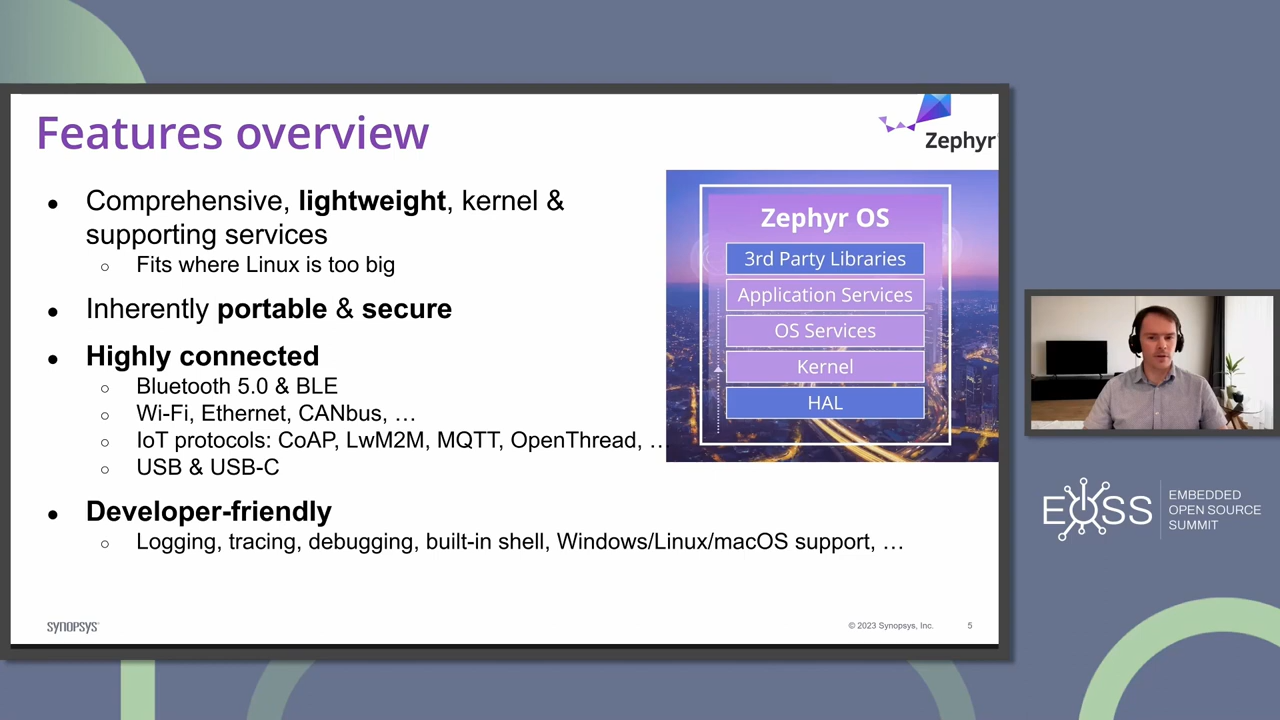 Features overview
Zephyr
● Comprehensive, lightweight, kernel &
supporting services
○ Fits where Linux is too big
● Inherently portable & secure
● Highly connected
○ Bluetooth 5.0 & BLE
○ Wi-Fi, Ethernet, CANbus, …
○ IoT protocols: CoAP, LwM2M, MQTT, OpenThread, …
○ USB & USB-C
● Developer-friendly
○ Logging, tracing, debugging, built-in shell, Windows/Linux/macOS support, …
Zephyr OS
3rd Party Libraries
Application Services
OS Services
Kernel
HAL
SYNOPSYS
© 2023 Synopsys, Inc.
5
EOSS
EMBEDDED
OPEN SOURCE
SUMMIT